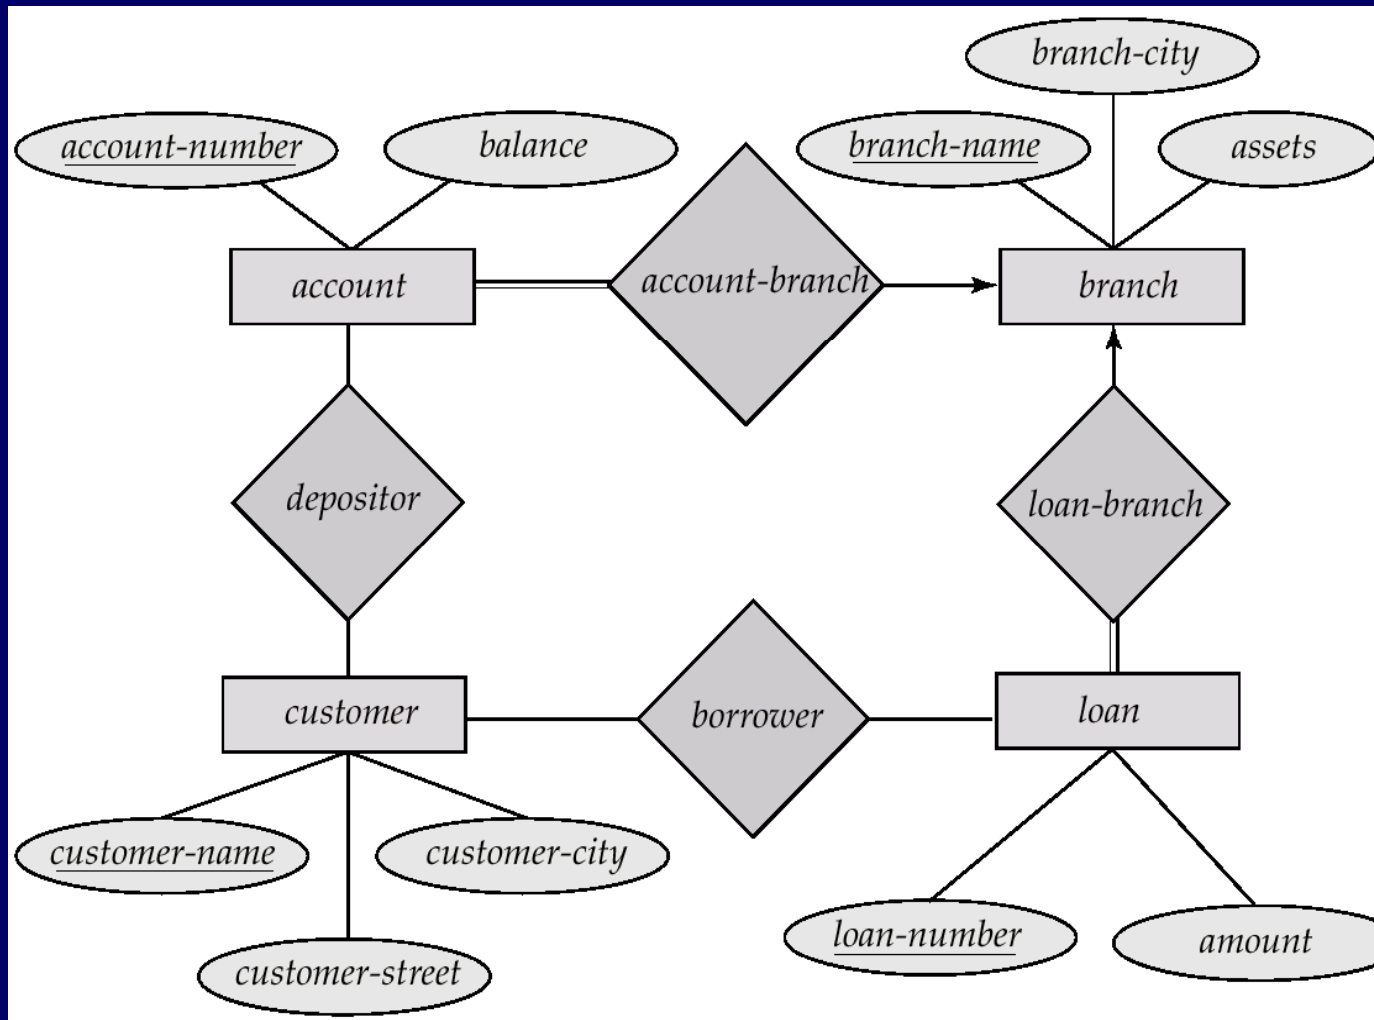 branch-city
account-number
balance
branch-name
assets
account
account-branch
branch
depositor
loan-branch
customer
borrower
loan
customer-name
customer-city
loan-number
amount
customer-street